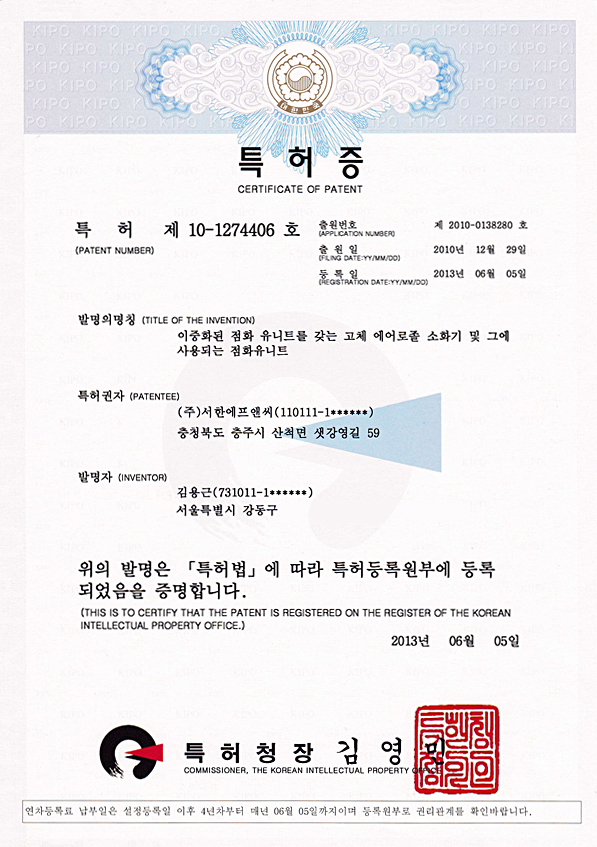 대한민국
특허증
CERTIFICATE OF PATENT
특 허 제 10-1274406 호
(PATENT NUMBER)
출원번호 제 2010-0138280 호
(APPLICATION NUMBER)
출원일 2010년 12월 29일
(FILING DATE:YY/MM/DD)
등록일 2013년 06월 05일
(REGISTRATION DATE:YY/MM/DD)
발명의명칭 (TITLE OF THE INVENTION)
이중화된 점화 유니트를 갖는 고체 에어로졸 소화기 및 그에
사용되는 점화유니트
특허권자 (PATENTEE)
(주)서한에프앤씨(110111-1******)
충청북도 충주시 산척면 샛강영길 59
발명자 (INVENTOR)
김용근(731011-1******)
서울특별시 강동구
위의 발명은 「특허법」에 따라 특허등록원부에 등록
되었음을 증명합니다.
(THIS IS TO CERTIFY THAT THE PATENT IS REGISTERED ON THE REGISTER OF THE KOREAN
INTELLECTUAL PROPERTY OFFICE.)
2013년 06월 05일
특허청장 김영민
COMMISSIONER, THE KOREAN INTELLECTUAL PROPERTY OFFICE
연차등록료 납부일은 설정등록일 이후 4년차부터 매년 06월 05일까지이며 등록원부로 권리관계를 확인바랍니다.